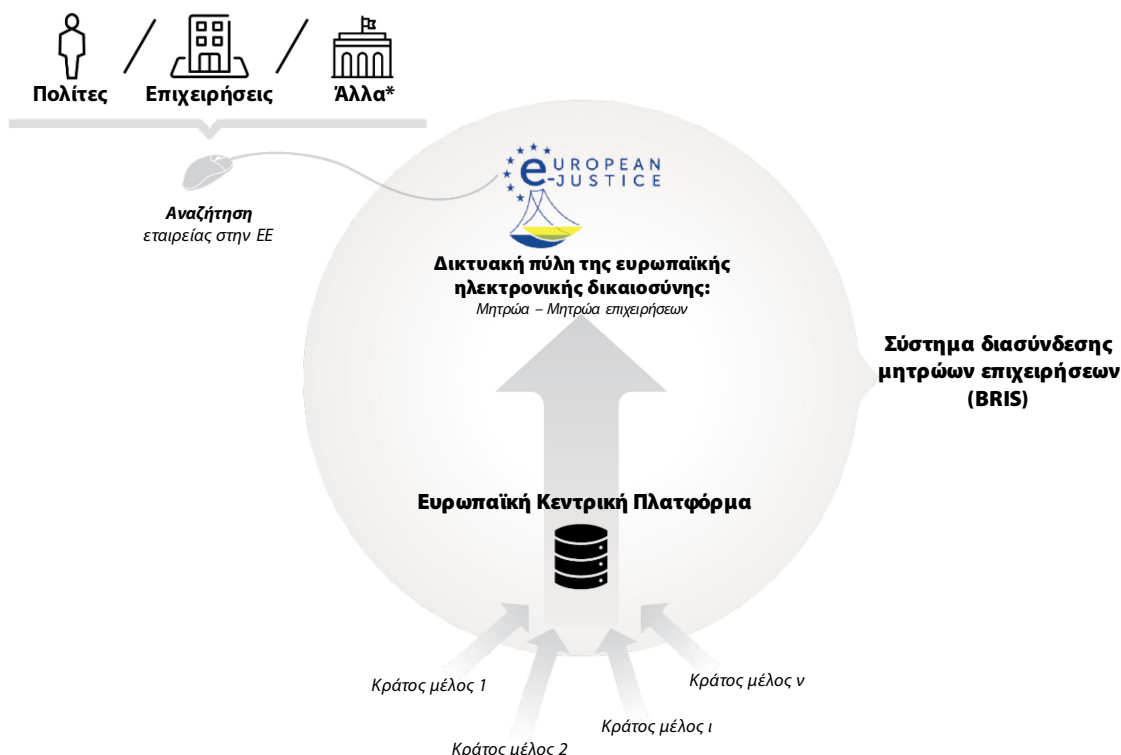 Πολίτες
Επιχειρήσεις
Άλλα*
Αναζήτηση
εταιρείας στην ΕΕ
eUROPEAN
-JUSTICE
Δικτυακή πύλη της ευρωπαϊκής
ηλεκτρονικής δικαιοσύνης:
Μητρώα – Μητρώα επιχειρήσεων
Σύστημα διασύνδεσης
μητρώων επιχειρήσεων
(BRIS)
Ευρωπαϊκή Κεντρική Πλατφόρμα
Κράτος μέλος 1
Κράτος μέλος 2
Κράτος μέλος ι
Κράτος μέλος ν